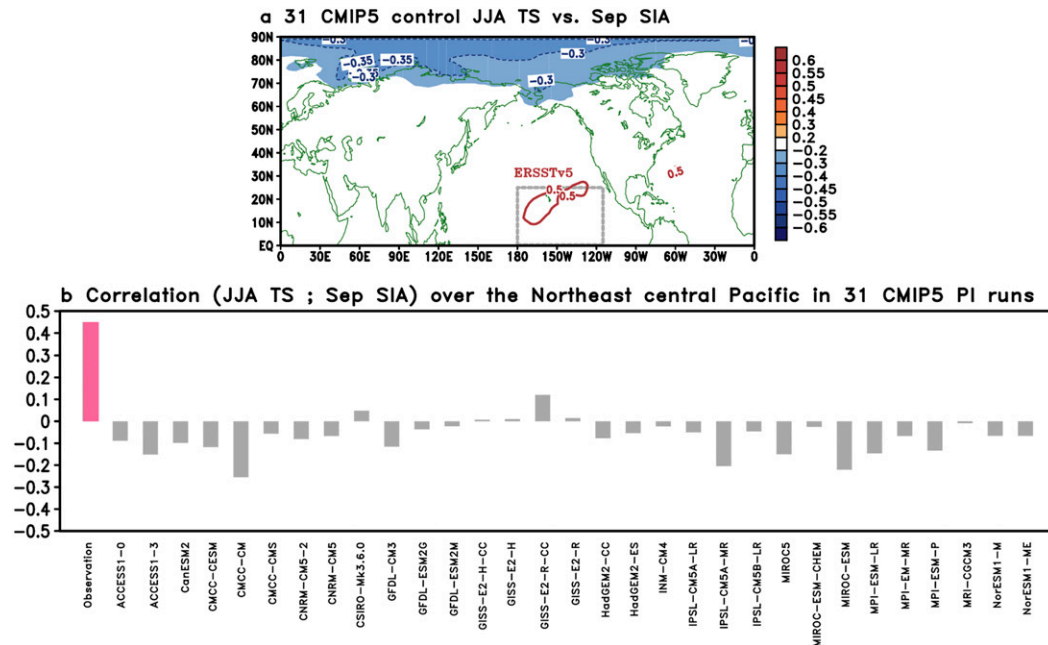 a 31 CMIP5 control JJA TS vs. Sep SIA
90N
80N
70N
60N
50N
40N
30N
20N
10N
EQ
-0.3
-0.35
-0.35
-0.3
-0.3
-0.3
ERSSTv5
0.5
0.5
0.5
0
30E
60E
90E
120E
150E
180
150W
120W
90W
60W
30W
0
0.6
0.55
0.5
0.45
0.4
0.3
0.2
-0.2
-0.3
-0.4
-0.45
-0.5
-0.55
-0.6
b Correlation (JJA TS ; Sep SIA) over the Northeast central Pacific in 31 CMIP5 PI runs
0.5
0.4
0.3
0.2
0.1
0
-0.1
-0.2
-0.3
-0.4
-0.5
Observation
ACCESS1-0
ACCESS1-3
CanESM2
CMCC-CESM
CMCC-CM
CMCC-CMS
CNRM-CM5-2
CNRM-CM5
CSIRO-Mk3.6.0
GFDL-CM3
GFDL-ESM2G
GFDL-ESM2M
GISS-E2-H-CC
GISS-E2-H
GISS-E2-R-CC
GISS-E2-R
HadGEM2-CC
HadGEM2-ES
INM-CM4
IPSL-CM5A-LR
IPSL-CM5A-MR
IPSL-CM5B-LR
MIROC5
MIROC-ESM-CHEM
MIROC-ESM
MPI-ESM-LR
MPI-EM-MR
MPI-ESM-P
MRI-CGCM3
NorESM1-M
NorESM1-ME